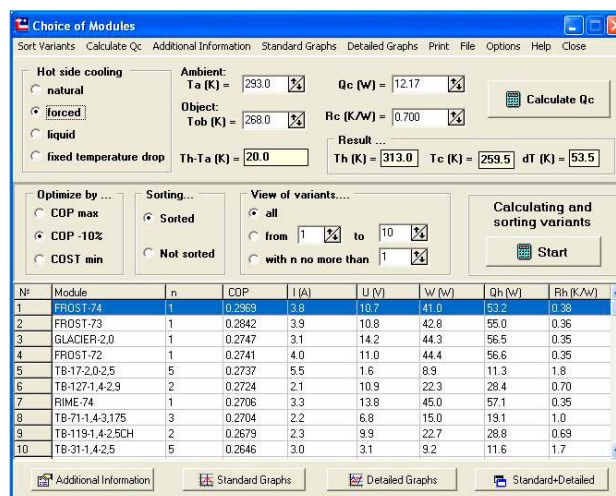 Choice of Modules
Sort Variants Calculate Qc Additional Information Standard Graphs Detailed Graphs Print File Options Help Close
Hot side cooling
natural
forced
liquid
fixed temperature drop
Ambient:
Ta (K) = 293.0
Object:
Tob (K) = 268.0
Th-Ta (K) = 20.0
Qc (W) = 12.17
Rc (K/W) = 0.700
Calculate Qc
Result ...
Th (K) = 313.0 Tc (K) = 259.5 dT (K) = 53.5
Optimize by ...
COP max
COP -10%
COST min
Sorting...
Sorted
Not sorted
View of variants....
all
from 1 to 10
with n no more than 1
Calculating and
sorting variants
Start
№ Module n COP I (A) U (V) W (W) Qh (W) Rh (K/W)
1 FROST-74 1 0.2969 3.8 10.7 41.0 53.2 0.38
2 FROST-73 1 0.2842 3.9 10.8 42.8 55.0 0.36
3 GLACIER-2,0 1 0.2747 3.1 14.2 44.3 56.5 0.35
4 FROST-72 1 0.2741 4.0 11.0 44.4 56.6 0.35
5 TB-17-2,0-2,5 5 0.2737 5.5 1.6 8.9 11.3 1.8
6 TB-127-1,4-2,9 2 0.2724 2.1 10.9 22.3 28.4 0.70
7 RIME-74 1 0.2706 3.3 13.8 45.0 57.1 0.35
8 TB-71-1,4-3,175 3 0.2704 2.2 6.8 15.0 19.1 1.0
9 TB-119-1,4-2,5CH 2 0.2679 2.3 9.9 22.7 28.8 0.69
10 TB-31-1,4-2,5 5 0.2646 3.0 3.1 9.2 11.6 1.7
Additional Information Standard Graphs Detailed Graphs Standard+Detailed